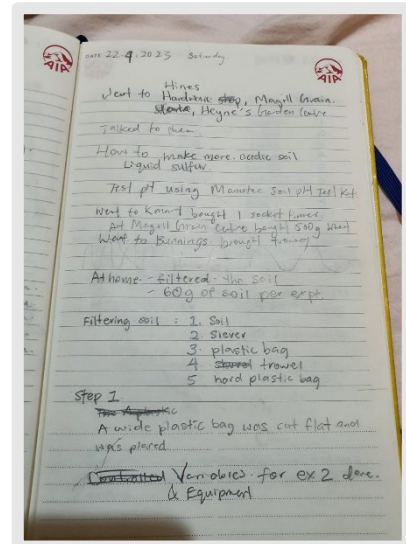 AIA
AIA
DATE 22.4.2023 Saturday
Hines
Went to Hardware shop, Magill Grain.
Heyne's Garden Centre
Talked to them
How to make more acidic soil
Liquid sulfur
Test pH using Manutec Soil pH Test Kit
Went to Kmart bought 1 socket timer
At Magill Grain Centre bought 500g wheat
Went to Bunnings brought trowel
At home - filtered the soil
- 60g of soil per expt.
Filtering soil : 1. Soil
2. Siever
3. plastic bag
4 trowel
5 hard plastic bag
Step 1
A wide plastic bag was cut flat and
was placed
Controlled Variables for ex 2 done.
& Equipment